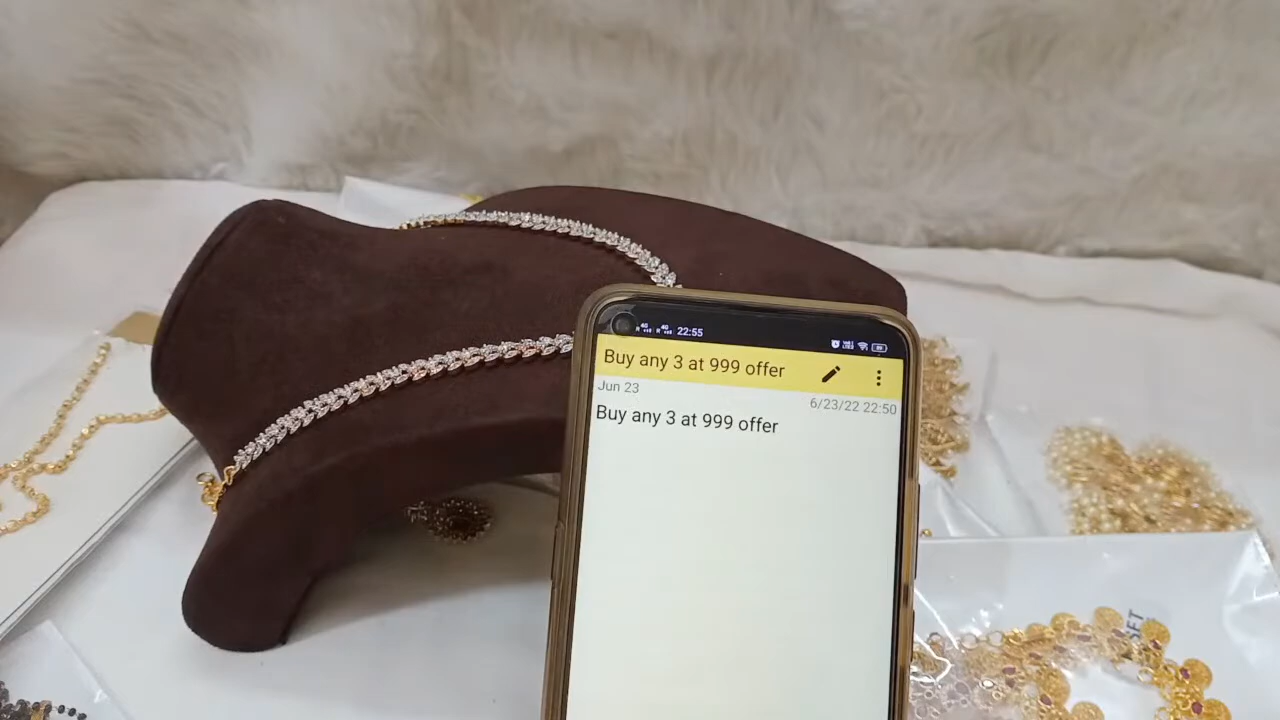 22:55
Buy any 3 at 999 offer
Jun 23
6/23/22 22:50
Buy any 3 at 999 offer
SET